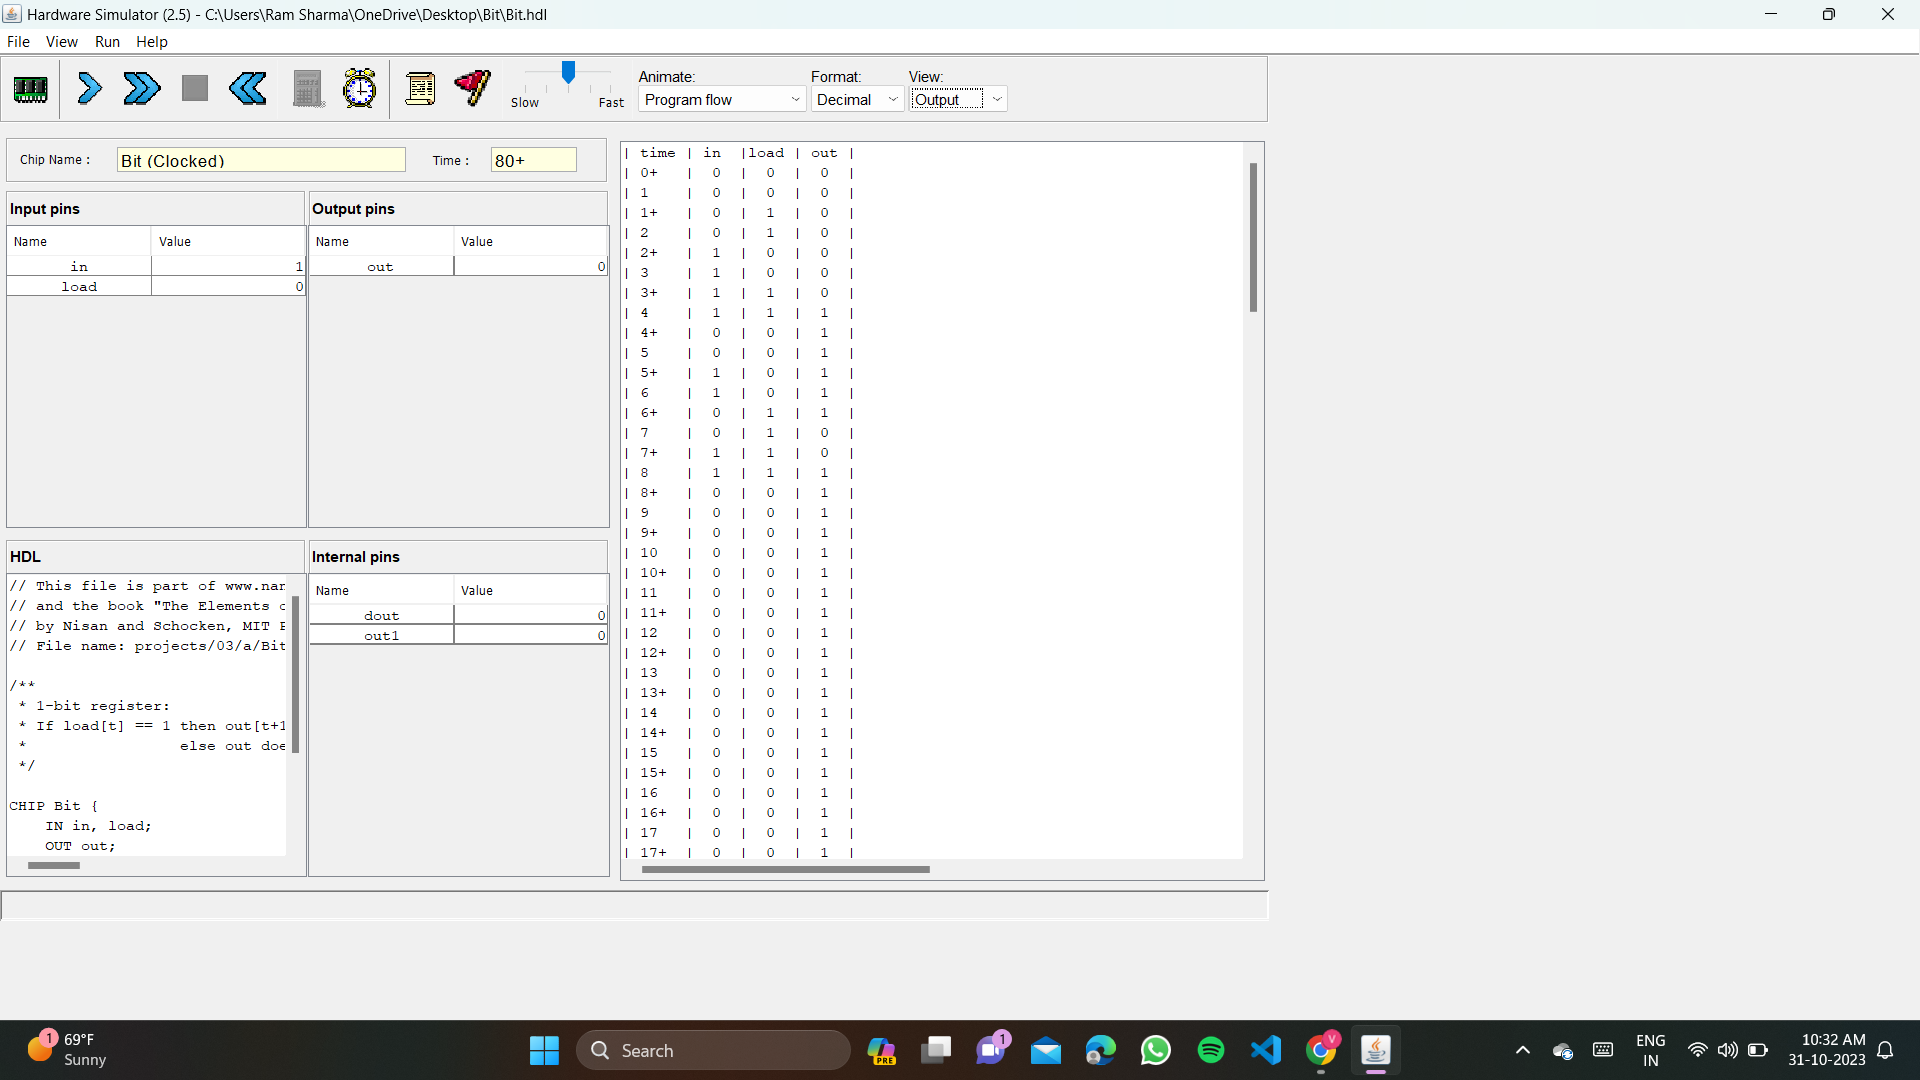 Hardware Simulator (2.5) - C:\Users\Ram Sharma\OneDrive\Desktop\Bit\Bit.hdl
File View Run Help
Slow Fast
Animate: Format: View:
Program flow Decimal Output
Chip Name : Bit (Clocked) Time : 80+
Input pins
Name Value
in 1
load 0
Output pins
Name Value
out 0
HDL
// This file is part of www.nan
// and the book "The Elements o
// by Nisan and Schocken, MIT P
// File name: projects/03/a/Bit
/**
* 1-bit register:
* If load[t] == 1 then out[t+1
* else out doe
*/
CHIP Bit {
IN in, load;
OUT out;
Internal pins
Name Value
dout 0
out1 0
| time | in |load | out |
| 0+ | 0 | 0 | 0 |
| 1 | 0 | 0 | 0 |
| 1+ | 0 | 1 | 0 |
| 2 | 0 | 1 | 0 |
| 2+ | 1 | 0 | 0 |
| 3 | 1 | 0 | 0 |
| 3+ | 1 | 1 | 0 |
| 4 | 1 | 1 | 1 |
| 4+ | 0 | 0 | 1 |
| 5 | 0 | 0 | 1 |
| 5+ | 1 | 0 | 1 |
| 6 | 1 | 0 | 1 |
| 6+ | 0 | 1 | 1 |
| 7 | 0 | 1 | 0 |
| 7+ | 1 | 1 | 0 |
| 8 | 1 | 1 | 1 |
| 8+ | 0 | 0 | 1 |
| 9 | 0 | 0 | 1 |
| 9+ | 0 | 0 | 1 |
| 10 | 0 | 0 | 1 |
| 10+ | 0 | 0 | 1 |
| 11 | 0 | 0 | 1 |
| 11+ | 0 | 0 | 1 |
| 12 | 0 | 0 | 1 |
| 12+ | 0 | 0 | 1 |
| 13 | 0 | 0 | 1 |
| 13+ | 0 | 0 | 1 |
| 14 | 0 | 0 | 1 |
| 14+ | 0 | 0 | 1 |
| 15 | 0 | 0 | 1 |
| 15+ | 0 | 0 | 1 |
| 16 | 0 | 0 | 1 |
| 16+ | 0 | 0 | 1 |
| 17 | 0 | 0 | 1 |
| 17+ | 0 | 0 | 1 |
1
69°F
Sunny
Search
PRE
1
V
ENG
IN
10:32 AM
31-10-2023